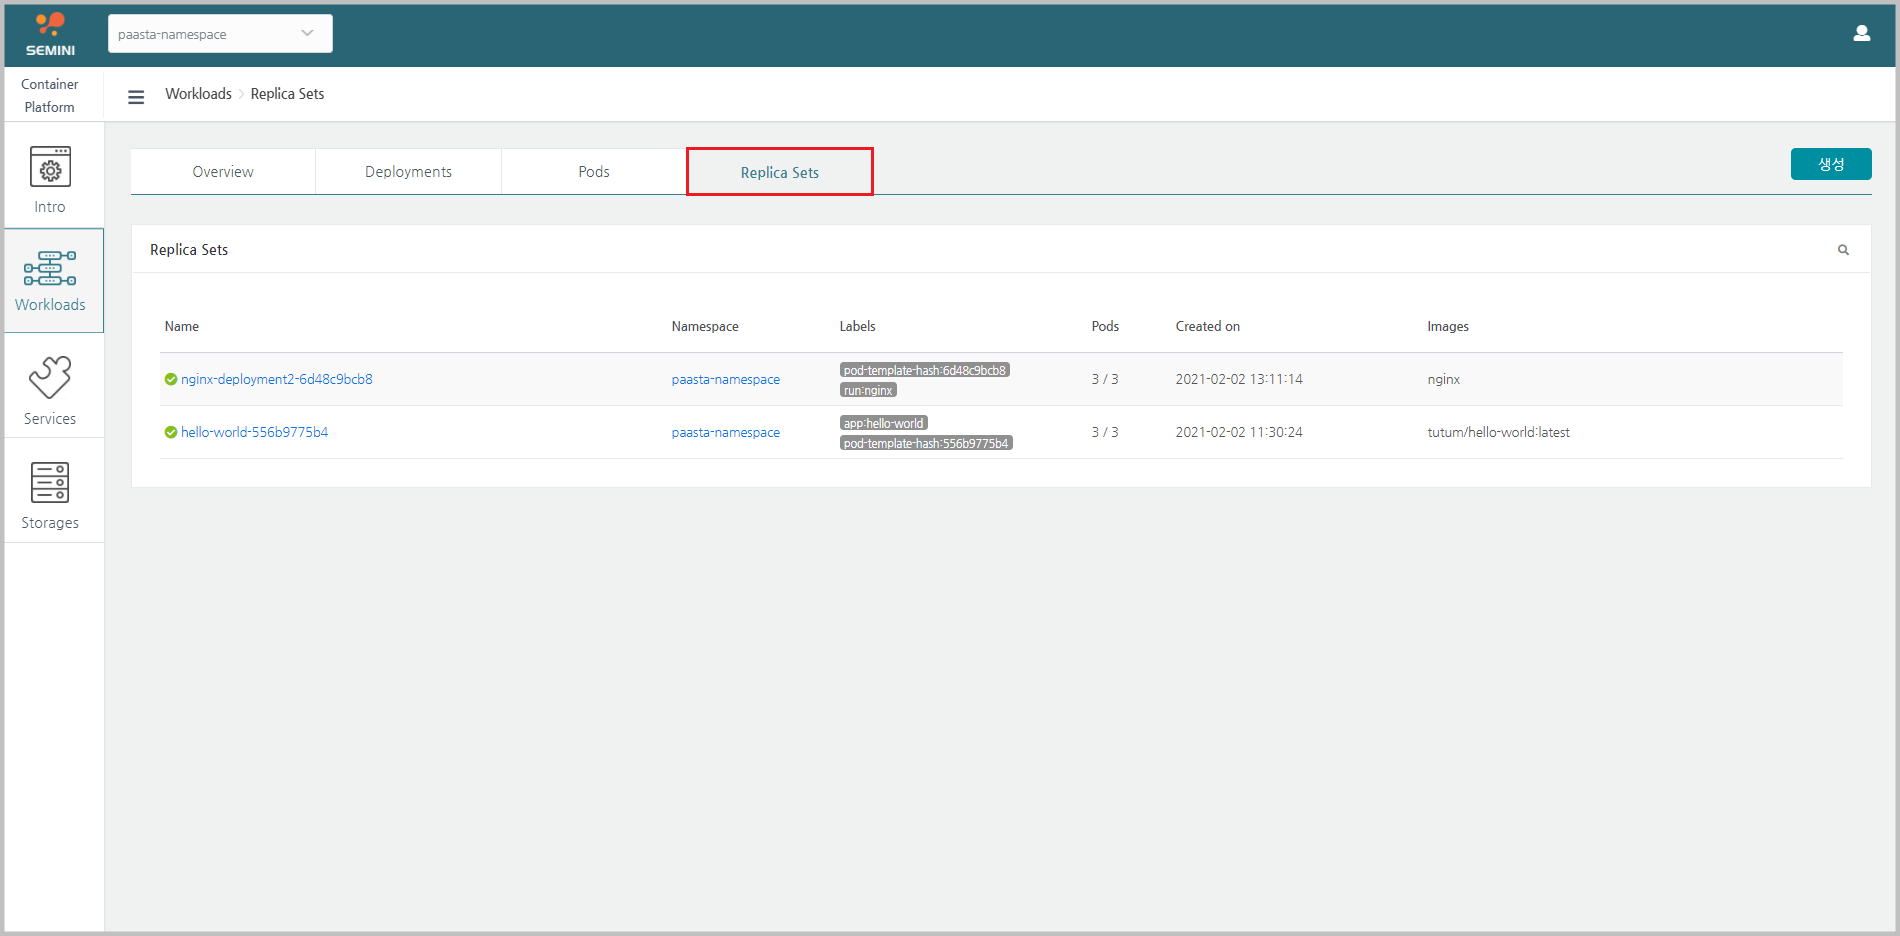 SEMINI
paasta-namespace
Container
Platform
Workloads
Replica Sets
Intro
Workloads
Services
Storages
Overview
Deployments
Pods
Replica Sets
생성
Replica Sets
Name Namespace Labels Pods Created on Images
nginx-deployment2-6d48c9bcb8 paasta-namespace pod-template-hash:6d48c9bcb8 3 / 3 2021-02-02 13:11:14 nginx
run:nginx
hello-world-556b9775b4 paasta-namespace app:hello-world 3 / 3 2021-02-02 11:30:24 tutum/hello-world:latest
pod-template-hash:556b9775b4